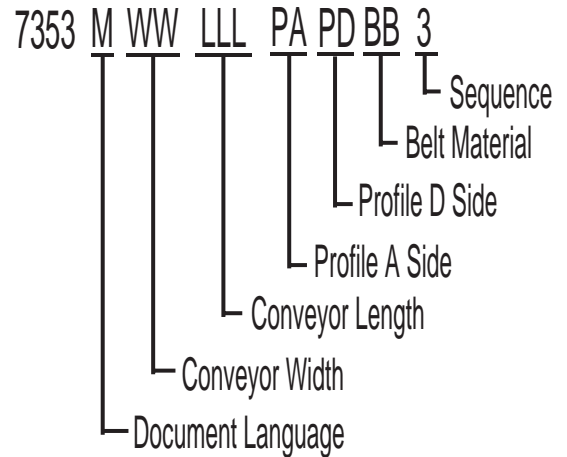 7353 M WW LLL PA PD BB 3
Sequence
Belt Material
Profile D Side
Profile A Side
Conveyor Length
Conveyor Width
Document Language